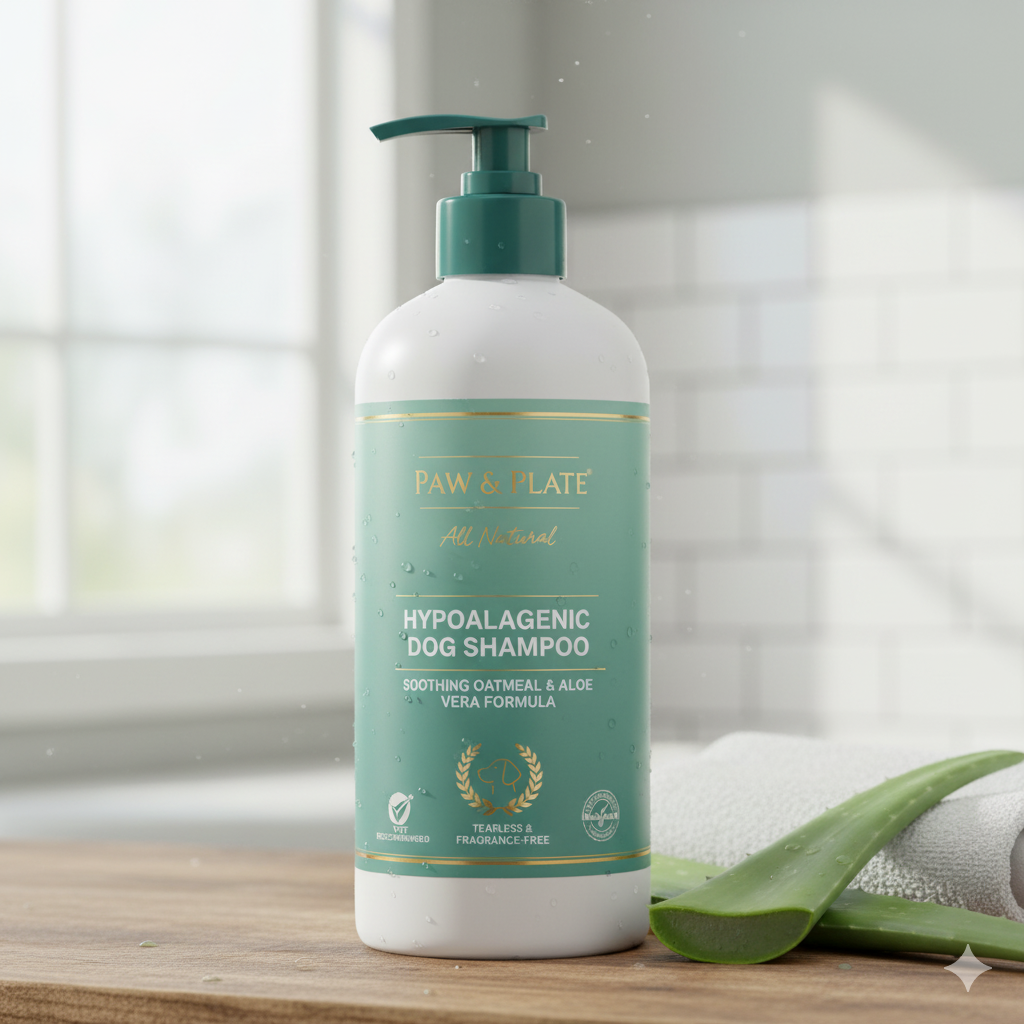 PAW & PLATE®
All Natural
HYPOALAGENIC
DOG SHAMPOO
SOOTHING OATMEAL & ALOE
VERA FORMULA
TEARLESS &
FRAGRANCE-FREE